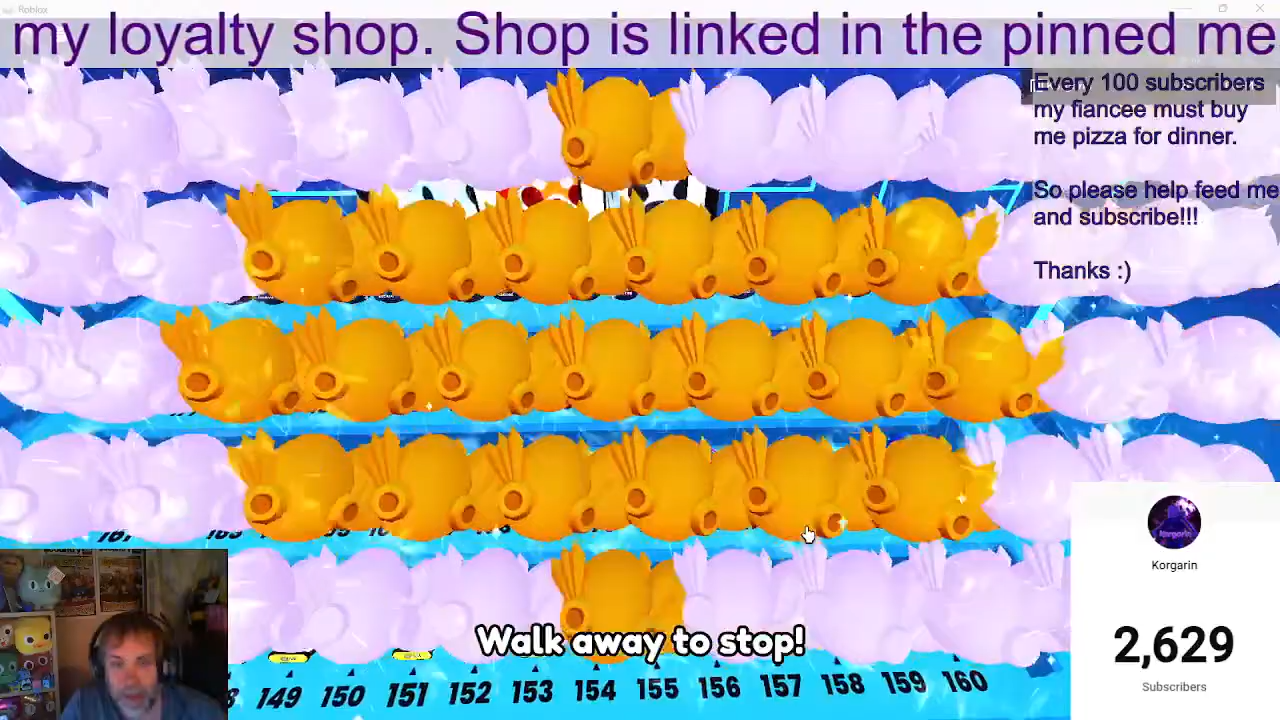 Roblox
my loyalty shop. Shop is linked in the pinned me
Every 100 subscribers
my fiancee must buy
me pizza for dinner.
So please help feed me
and subscribe!!!
Thanks :)
Korgarin
Korgarin
2,629
Subscribers
Walk away to stop!
149 150 151 152 153 154 155 156 157 158 159 160